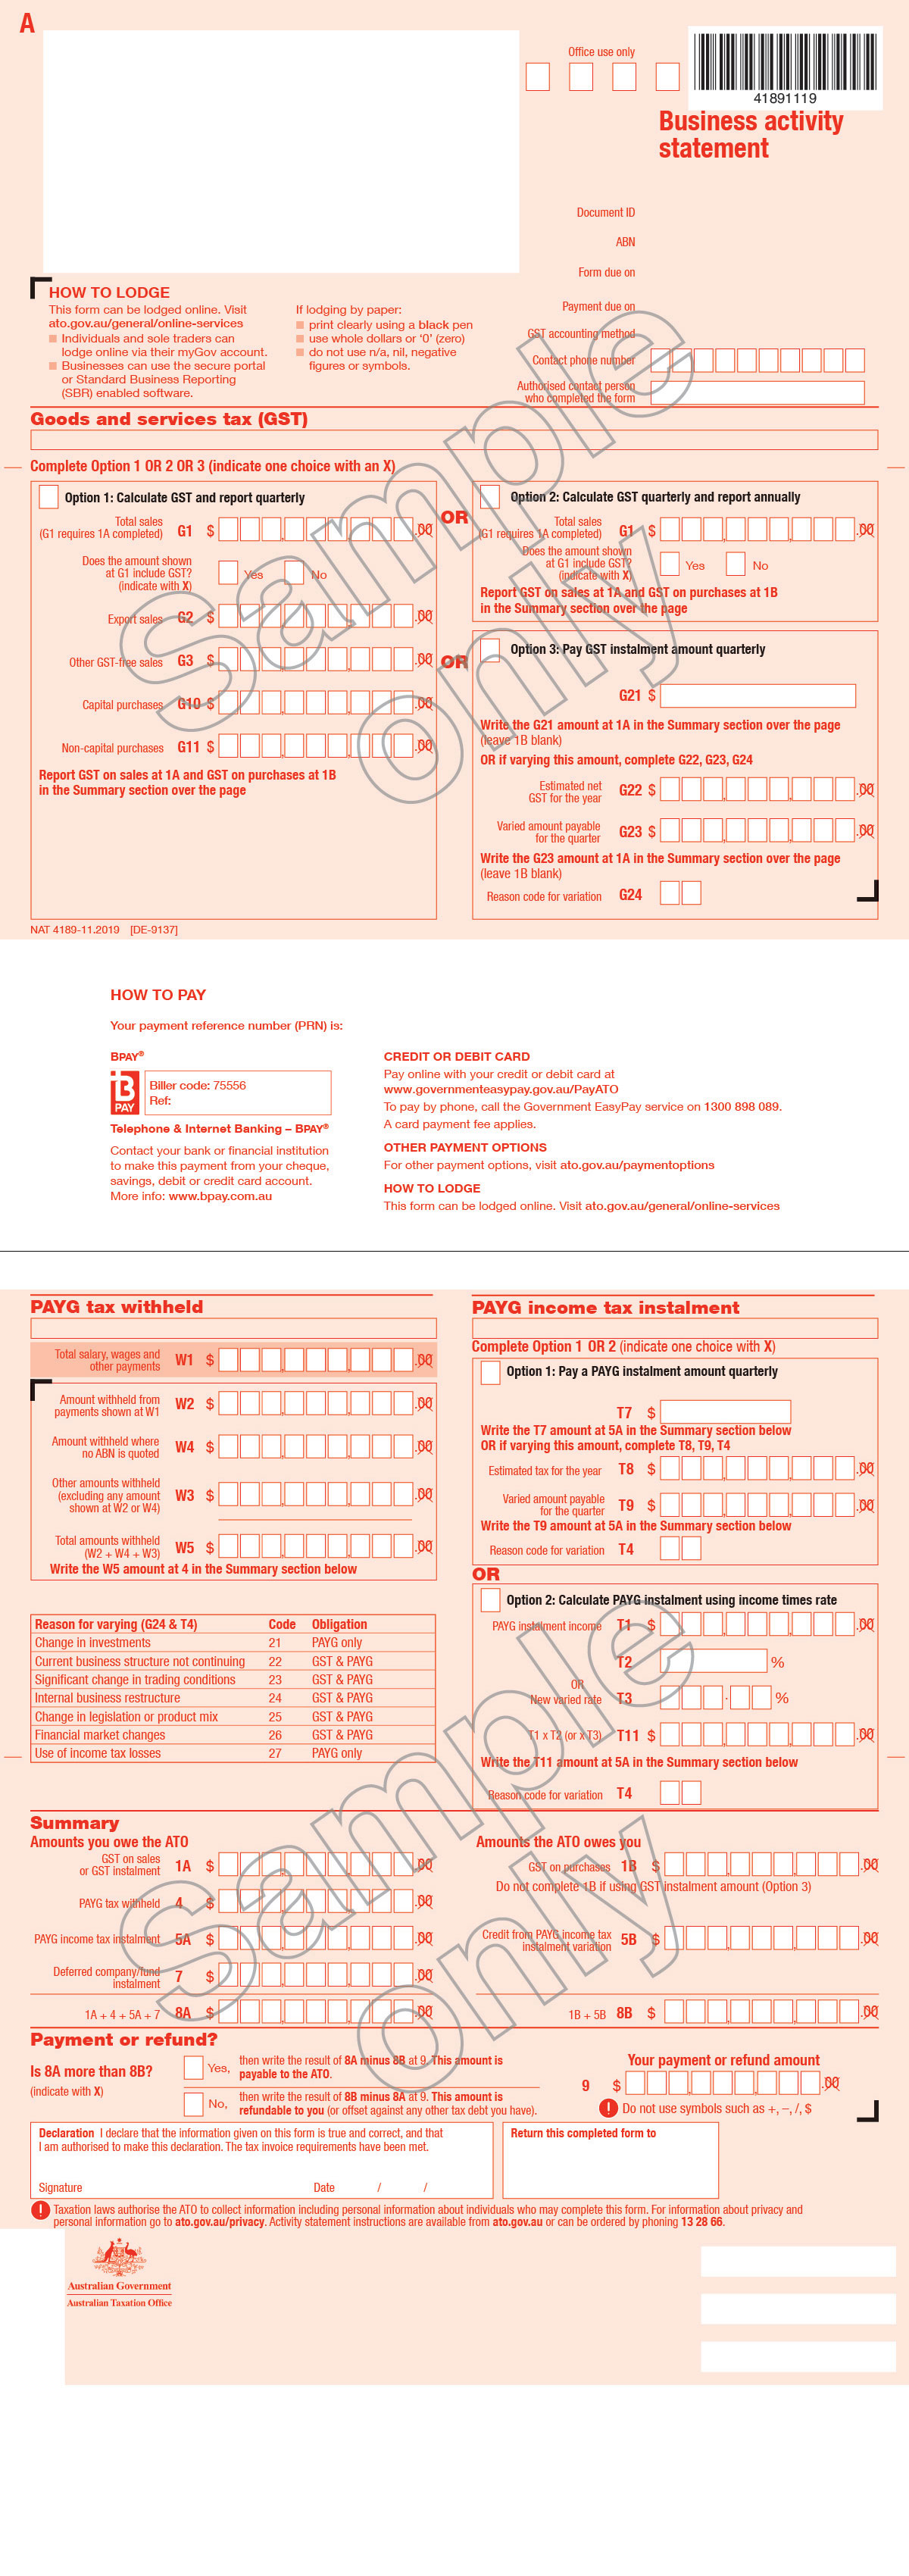 A
Office use only
41891119
Business activity
statement
Document ID
ABN
Form due on
Payment due on
GST accounting method
Contact phone number
Authorised contact person
who completed the form
HOW TO LODGE
This form can be lodged online. Visit
ato.gov.au/general/online-services
Individuals and sole traders can
lodge online via their myGov account.
Businesses can use the secure portal
or Standard Business Reporting
(SBR) enabled software.
If lodging by paper:
print clearly using a black pen
use whole dollars or ‘0’ (zero)
do not use n/a, nil, negative
figures or symbols.
Goods and services tax (GST)
Complete Option 1 OR 2 OR 3 (indicate one choice with an X)
Option 1: Calculate GST and report quarterly
Total sales
(G1 requires 1A completed) G1 $ , , .00
Does the amount shown
at G1 include GST?
(indicate with X)
Yes No
Export sales G2 $ , , .00
Other GST-free sales G3 $ , , .00
Capital purchases G10 $ , , .00
Non-capital purchases G11 $ , , .00
Report GST on sales at 1A and GST on purchases at 1B
in the Summary section over the page
OR
Option 2: Calculate GST quarterly and report annually
Total sales
(G1 requires 1A completed) G1 $ , , .00
Does the amount shown
at G1 include GST?
(indicate with X)
Yes No
Report GST on sales at 1A and GST on purchases at 1B
in the Summary section over the page
OR
Option 3: Pay GST instalment amount quarterly
G21 $
Write the G21 amount at 1A in the Summary section over the page
(leave 1B blank)
OR if varying this amount, complete G22, G23, G24
Estimated net
GST for the year G22 $ , , .00
Varied amount payable
for the quarter G23 $ , , .00
Write the G23 amount at 1A in the Summary section over the page
(leave 1B blank)
Reason code for variation G24
NAT 4189-11.2019 [DE-9137]
Sample
only
HOW TO PAY
Your payment reference number (PRN) is:
BPAY®
B
PAY
Biller code: 75556
Ref:
Telephone & Internet Banking – BPAY®
Contact your bank or financial institution
to make this payment from your cheque,
savings, debit or credit card account.
More info: www.bpay.com.au
CREDIT OR DEBIT CARD
Pay online with your credit or debit card at
www.governmenteasypay.gov.au/PayATO
To pay by phone, call the Government EasyPay service on 1300 898 089.
A card payment fee applies.
OTHER PAYMENT OPTIONS
For other payment options, visit ato.gov.au/paymentoptions
HOW TO LODGE
This form can be lodged online. Visit ato.gov.au/general/online-services
PAYG tax withheld
Total salary, wages and
other payments W1 $ , , .00
Amount withheld from
payments shown at W1 W2 $ , , .00
Amount withheld where
no ABN is quoted W4 $ , , .00
Other amounts withheld
(excluding any amount
shown at W2 or W4) W3 $ , , .00
Total amounts withheld
(W2 + W4 + W3) W5 $ , , .00
Write the W5 amount at 4 in the Summary section below
Reason for varying (G24 & T4) Code Obligation
Change in investments 21 PAYG only
Current business structure not continuing 22 GST & PAYG
Significant change in trading conditions 23 GST & PAYG
Internal business restructure 24 GST & PAYG
Change in legislation or product mix 25 GST & PAYG
Financial market changes 26 GST & PAYG
Use of income tax losses 27 PAYG only
PAYG income tax instalment
Complete Option 1 OR 2 (indicate one choice with X)
Option 1: Pay a PAYG instalment amount quarterly
T7 $
Write the T7 amount at 5A in the Summary section below
OR if varying this amount, complete T8, T9, T4
Estimated tax for the year T8 $ , , .00
Varied amount payable
for the quarter T9 $ , , .00
Write the T9 amount at 5A in the Summary section below
Reason code for variation T4
OR
Option 2: Calculate PAYG instalment using income times rate
PAYG instalment income T1 $ , , .00
T2 %
OR
New varied rate T3 . %
T1 x T2 (or x T3) T11 $ , , .00
Write the T11 amount at 5A in the Summary section below
Reason code for variation T4
Summary
Amounts you owe the ATO
GST on sales
or GST instalment 1A $ , , .00
PAYG tax withheld 4 $ , , .00
PAYG income tax instalment 5A $ , , .00
Deferred company/fund
instalment 7 $ , , .00
1A + 4 + 5A + 7 8A $ , , .00
Amounts the ATO owes you
GST on purchases 1B $ , , .00
Do not complete 1B if using GST instalment amount (Option 3)
Credit from PAYG income tax
instalment variation 5B $ , , .00
1B + 5B 8B $ , , .00
Sample
only
Payment or refund?
Is 8A more than 8B?
(indicate with X)
Yes, then write the result of 8A minus 8B at 9. This amount is
payable to the ATO.
No, then write the result of 8B minus 8A at 9. This amount is
refundable to you (or offset against any other tax debt you have).
Your payment or refund amount
9 $ , , .00
! Do not use symbols such as +, –, /, $
Declaration I declare that the information given on this form is true and correct, and that
I am authorised to make this declaration. The tax invoice requirements have been met.
Signature Date / /
Return this completed form to
! Taxation laws authorise the ATO to collect information including personal information about individuals who may complete this form. For information about privacy and
personal information go to ato.gov.au/privacy. Activity statement instructions are available from ato.gov.au or can be ordered by phoning 13 28 66.
Australian Government
Australian Taxation Office